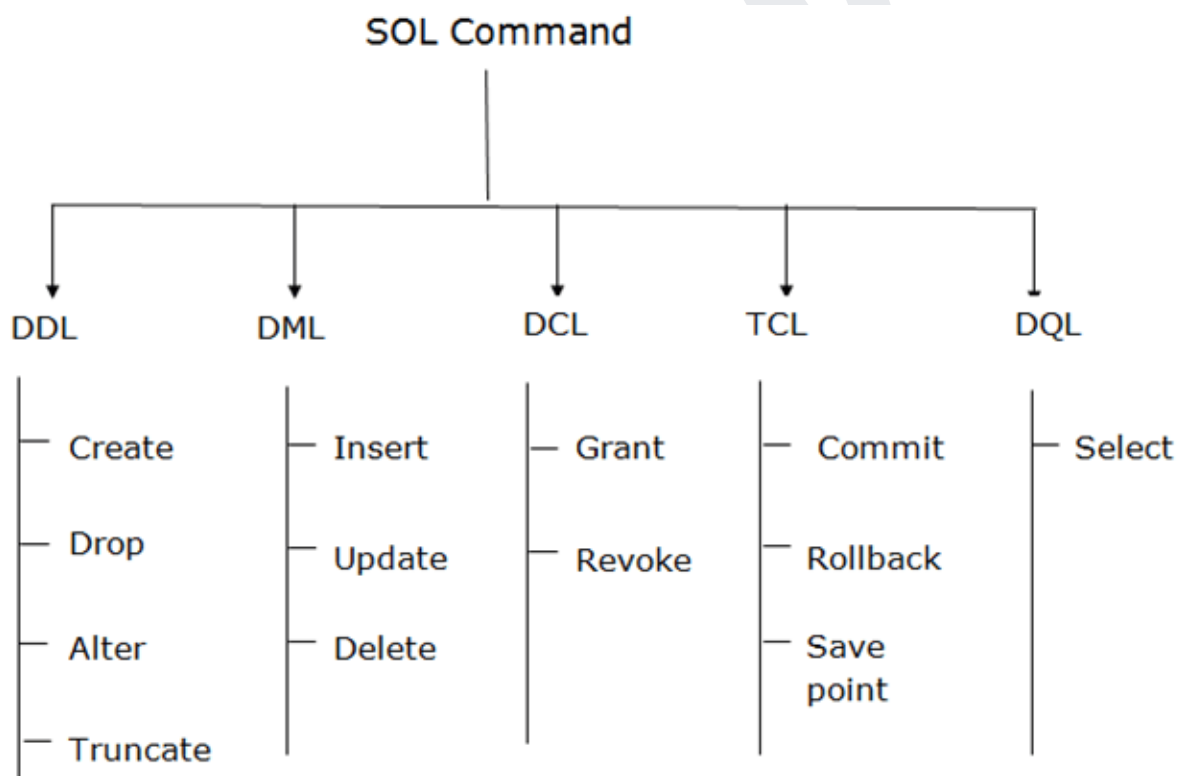 SOL Command
DDL
DML
DCL
TCL
DQL
Create
Drop
Alter
Truncate
Insert
Update
Delete
Grant
Revoke
Commit
Rollback
Save
point
Select